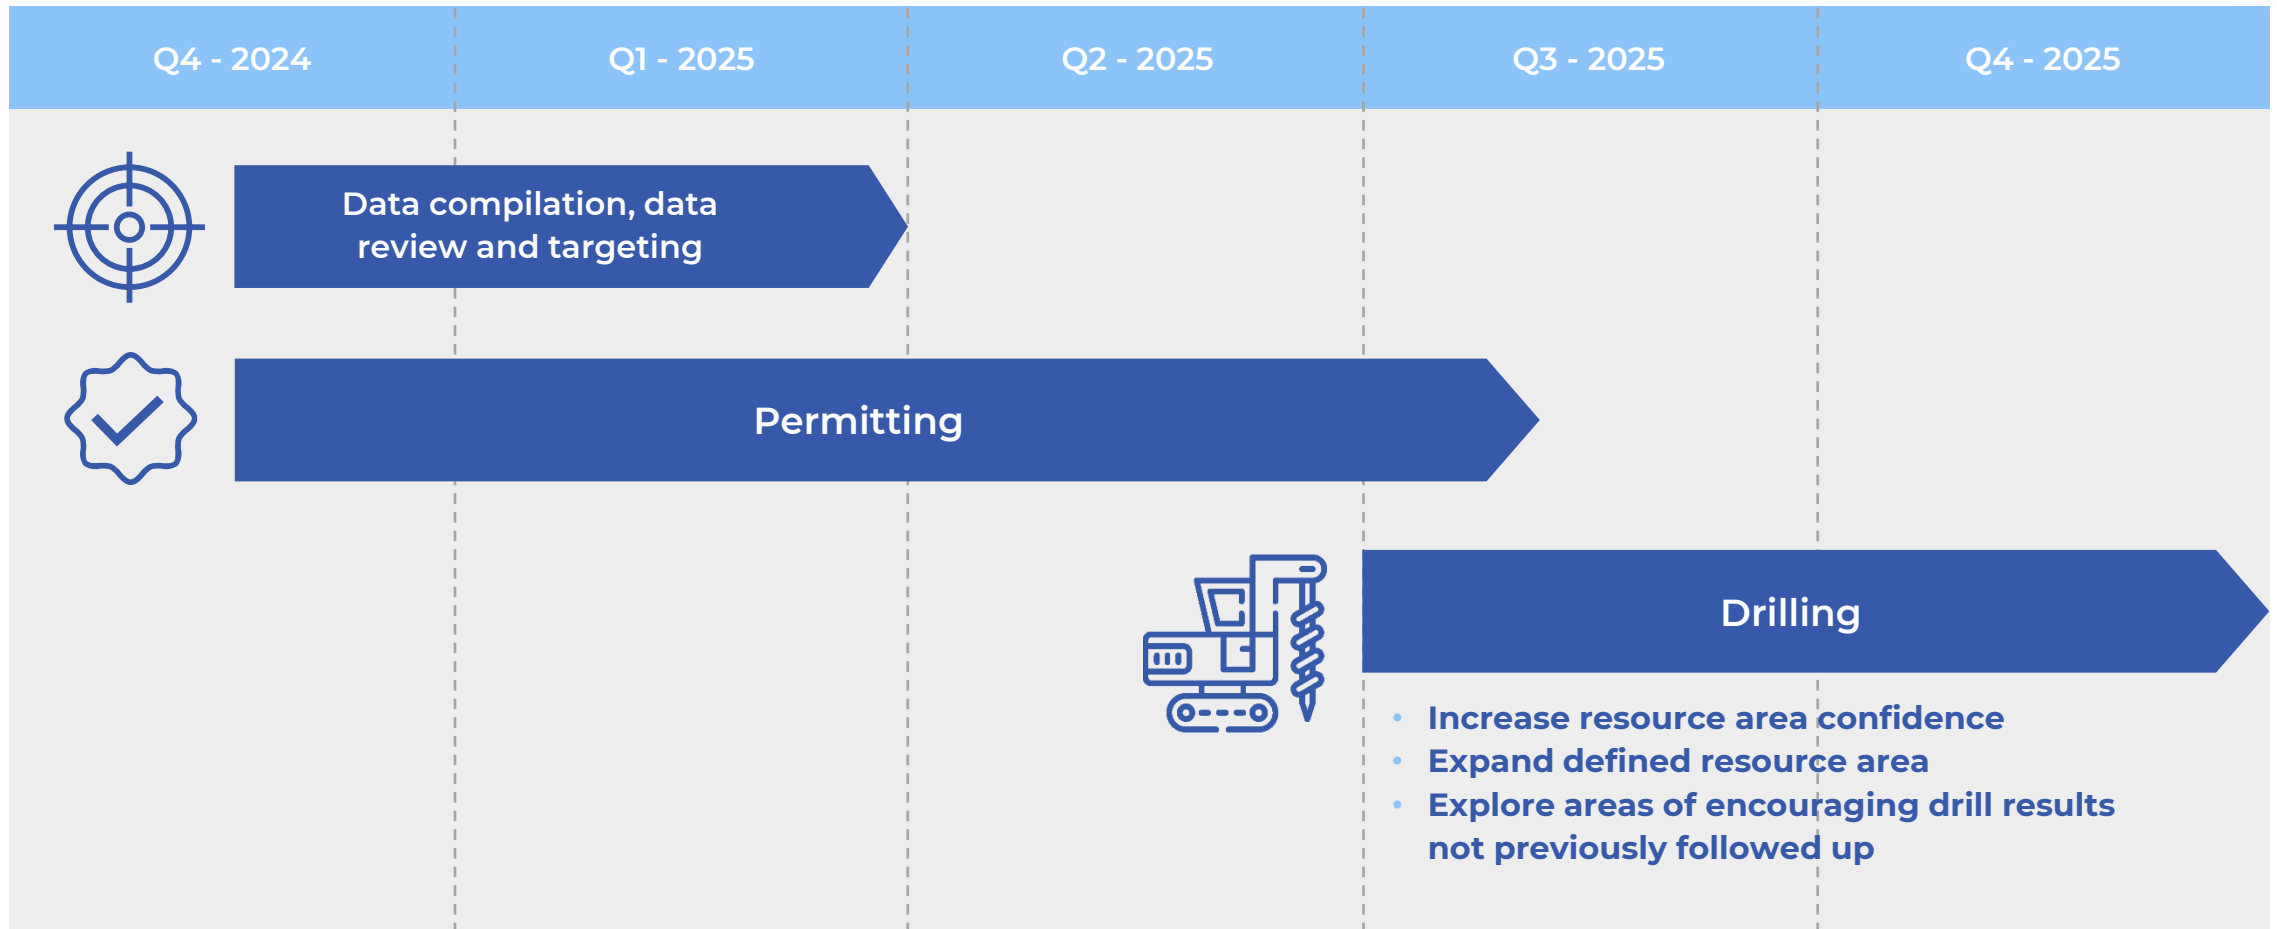 Q4 - 2024
Q1 - 2025
Q2 - 2025
Q3 - 2025
Q4 - 2025
Data compilation, data
review and targeting
Permitting
Drilling
• Increase resource area confidence
• Expand defined resource area
• Explore areas of encouraging drill results
not previously followed up